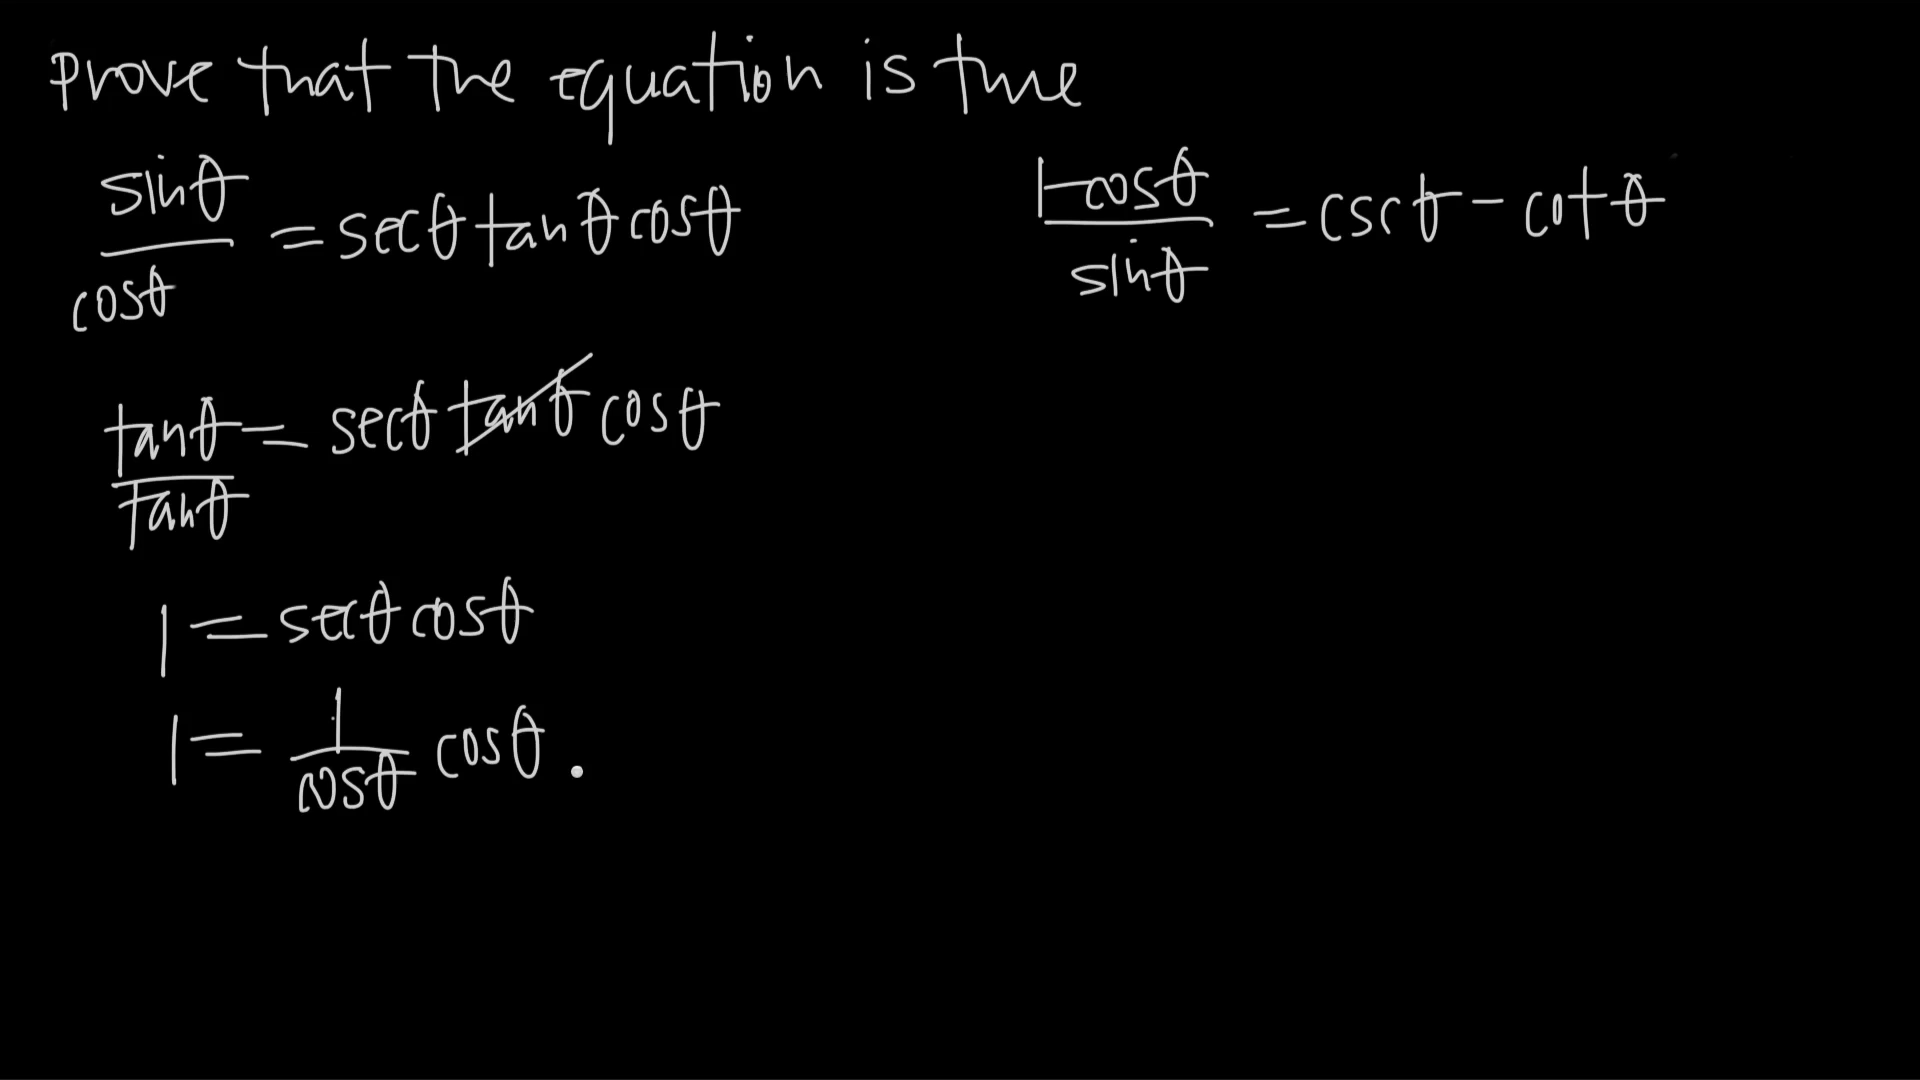 Prove that the equation is true
sinθ/cosθ = secθ tanθ cosθ
tanθ/Tanθ = secθ tanθ cosθ
1 = secθ cosθ
1 = 1/cosθ cosθ .
1-cosθ/sinθ = cscθ - cotθ